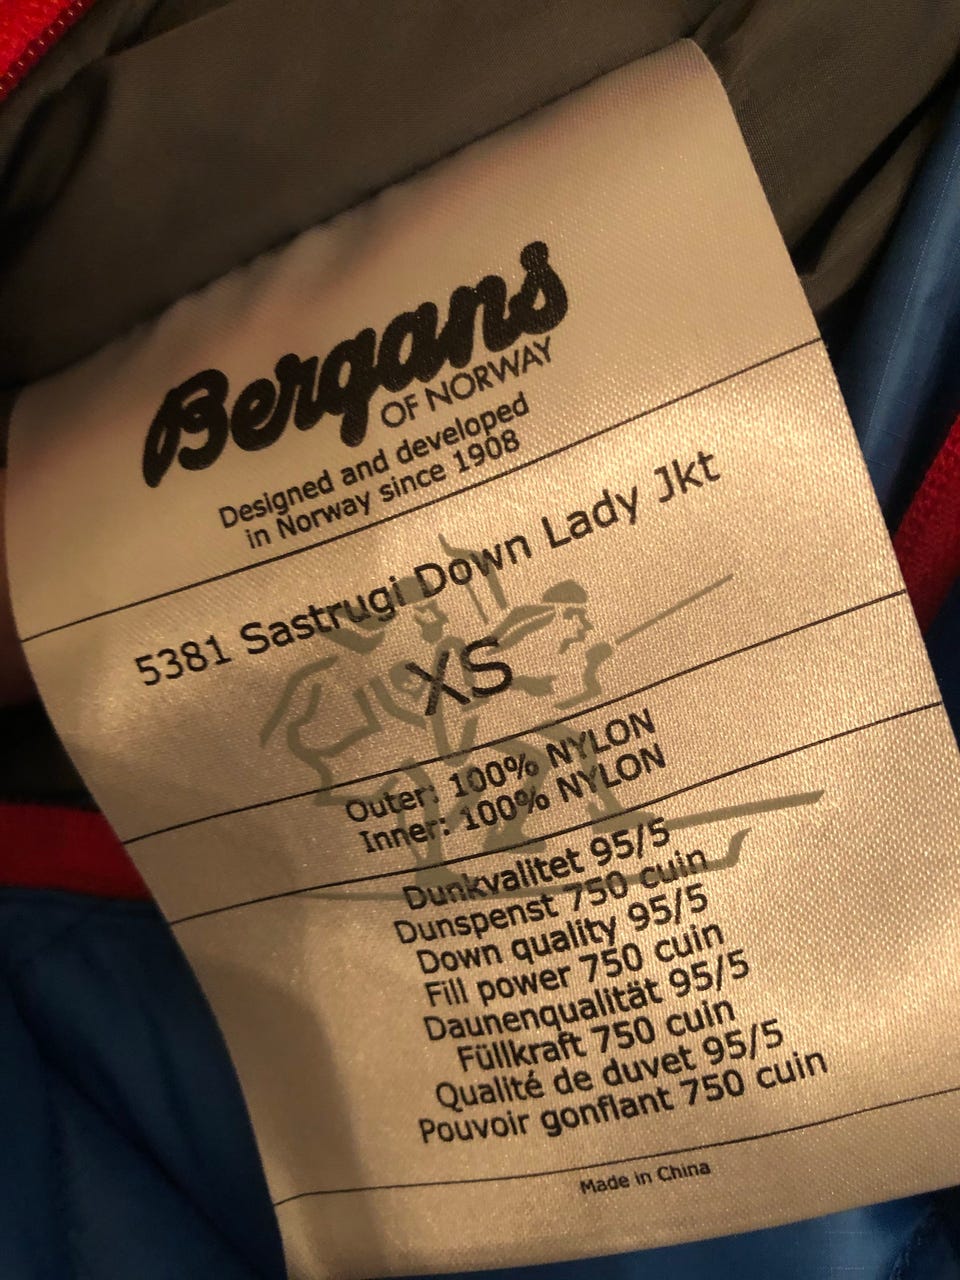 Bergans
OF NORWAY
Designed and developed
in Norway since 1908
5381 Sastrugi Down Lady Jkt
XS
Outer: 100% NYLON
Inner: 100% NYLON
Dunkvalitet 95/5
Dunspenst 750 cuin
Down quality 95/5
Fill power 750 cuin
Daunenqualität 95/5
Füllkraft 750 cuin
Qualité de duvet 95/5
Pouvoir gonflant 750 cuin
Made in China